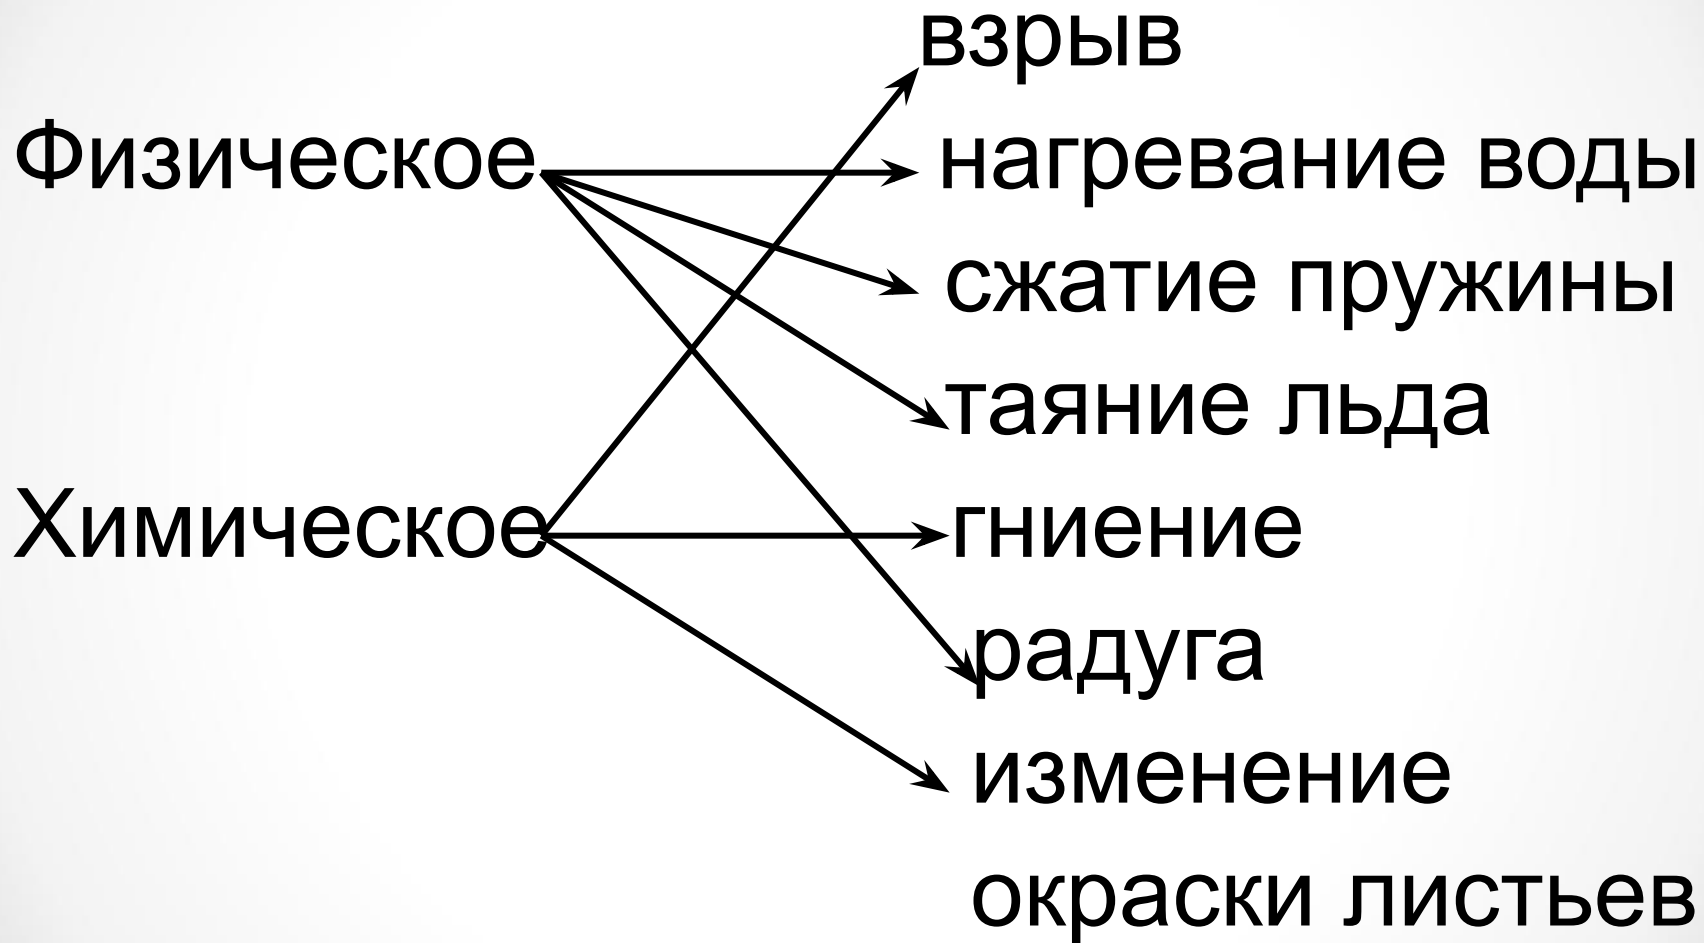 взрыв
Физическое нагревание воды
сжатие пружины
таяние льда
Химическое гниение
радуга
изменение
окраски листьев